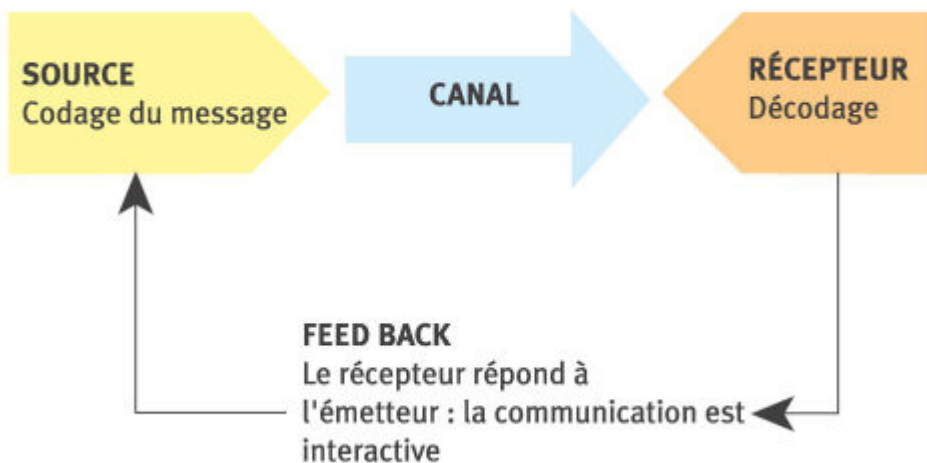 SOURCE
Codage du message
CANAL
RÉCEPTEUR
Décodage
FEED BACK
Le récepteur répond à
l'émetteur : la communication est
interactive